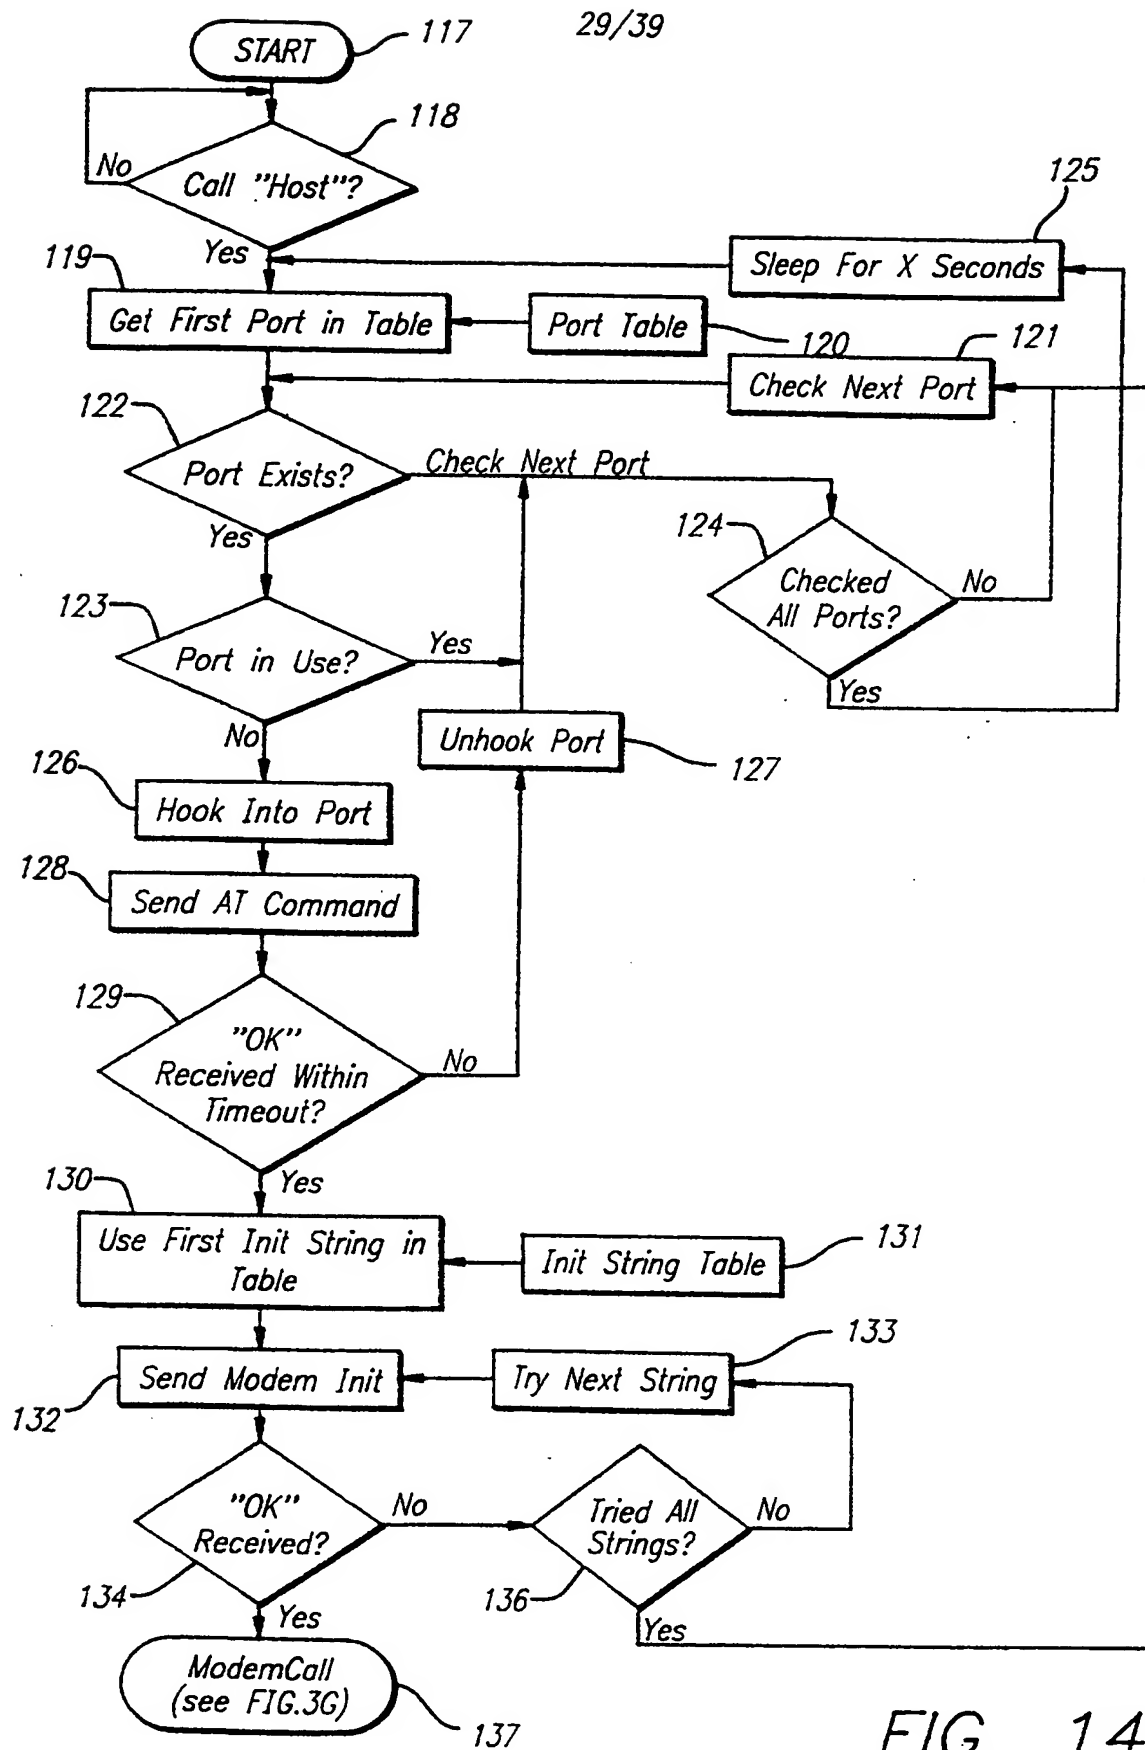 29/39
START
117
118
No
Call "Host"?
125
Yes
119
Sleep For X Seconds
Get First Port in Table
Port Table
120
121
Check Next Port
122
Port Exists?
Check Next Port
Yes
124
Checked
All Ports?
No
123
Port in Use?
Yes
Yes
No
Unhook Port
127
126
Hook Into Port
128
Send AT Command
129
"OK"
Received Within
Timeout?
No
Yes
130
Use First Init String in
Table
Init String Table
131
133
Send Modem Init
Try Next String
132
"OK"
Received?
No
Tried All
Strings?
No
134
136
Yes
Yes
ModemCall
(see FIG.3G)
137
FIG. 14